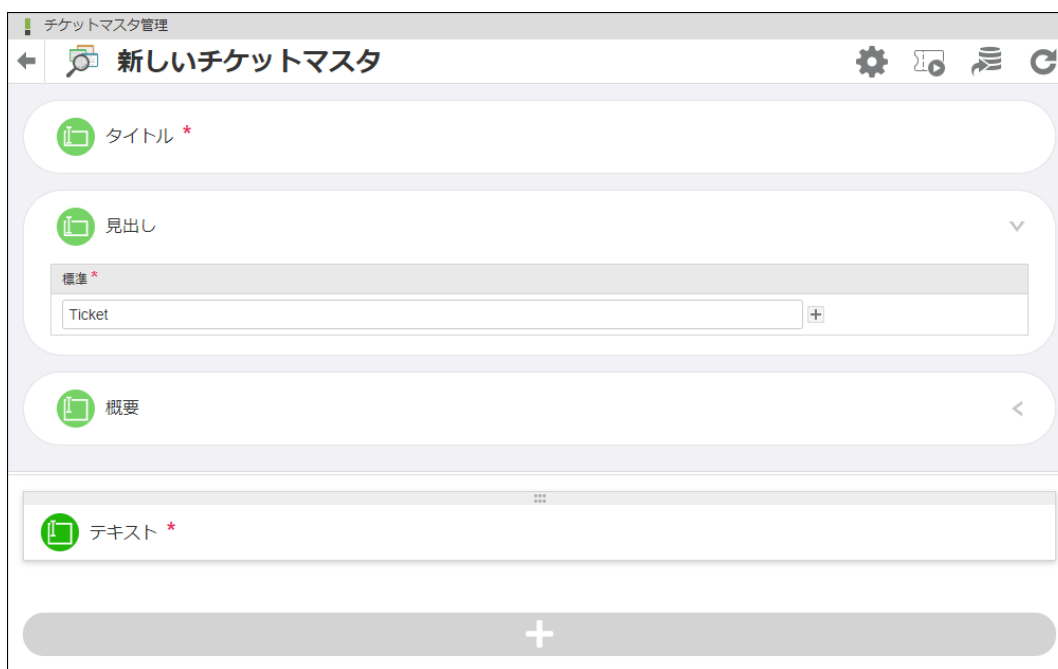 チケットマスタ管理
新しいチケットマスタ
タイトル *
見出し
標準 *
Ticket
概要
テキスト *